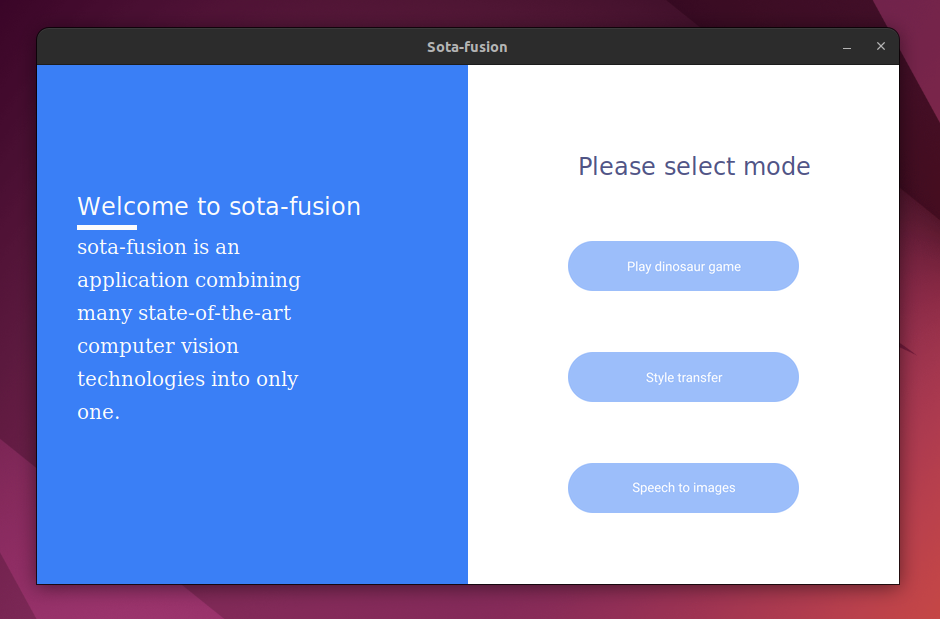 Sota-fusion
Welcome to sota-fusion
sota-fusion is an
application combining
many state-of-the-art
computer vision
technologies into only
one.
Please select mode
Play dinosaur game
Style transfer
Speech to images